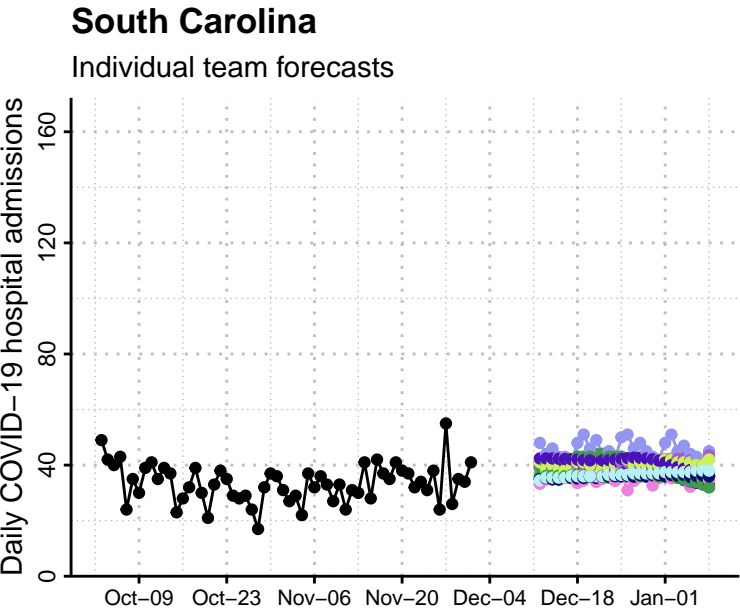 South Carolina
Individual team forecasts
Daily COVID−19 hospital admissions
160
120
80
40
0
Oct−09 Oct−23 Nov−06 Nov−20 Dec−04 Dec−18 Jan−01